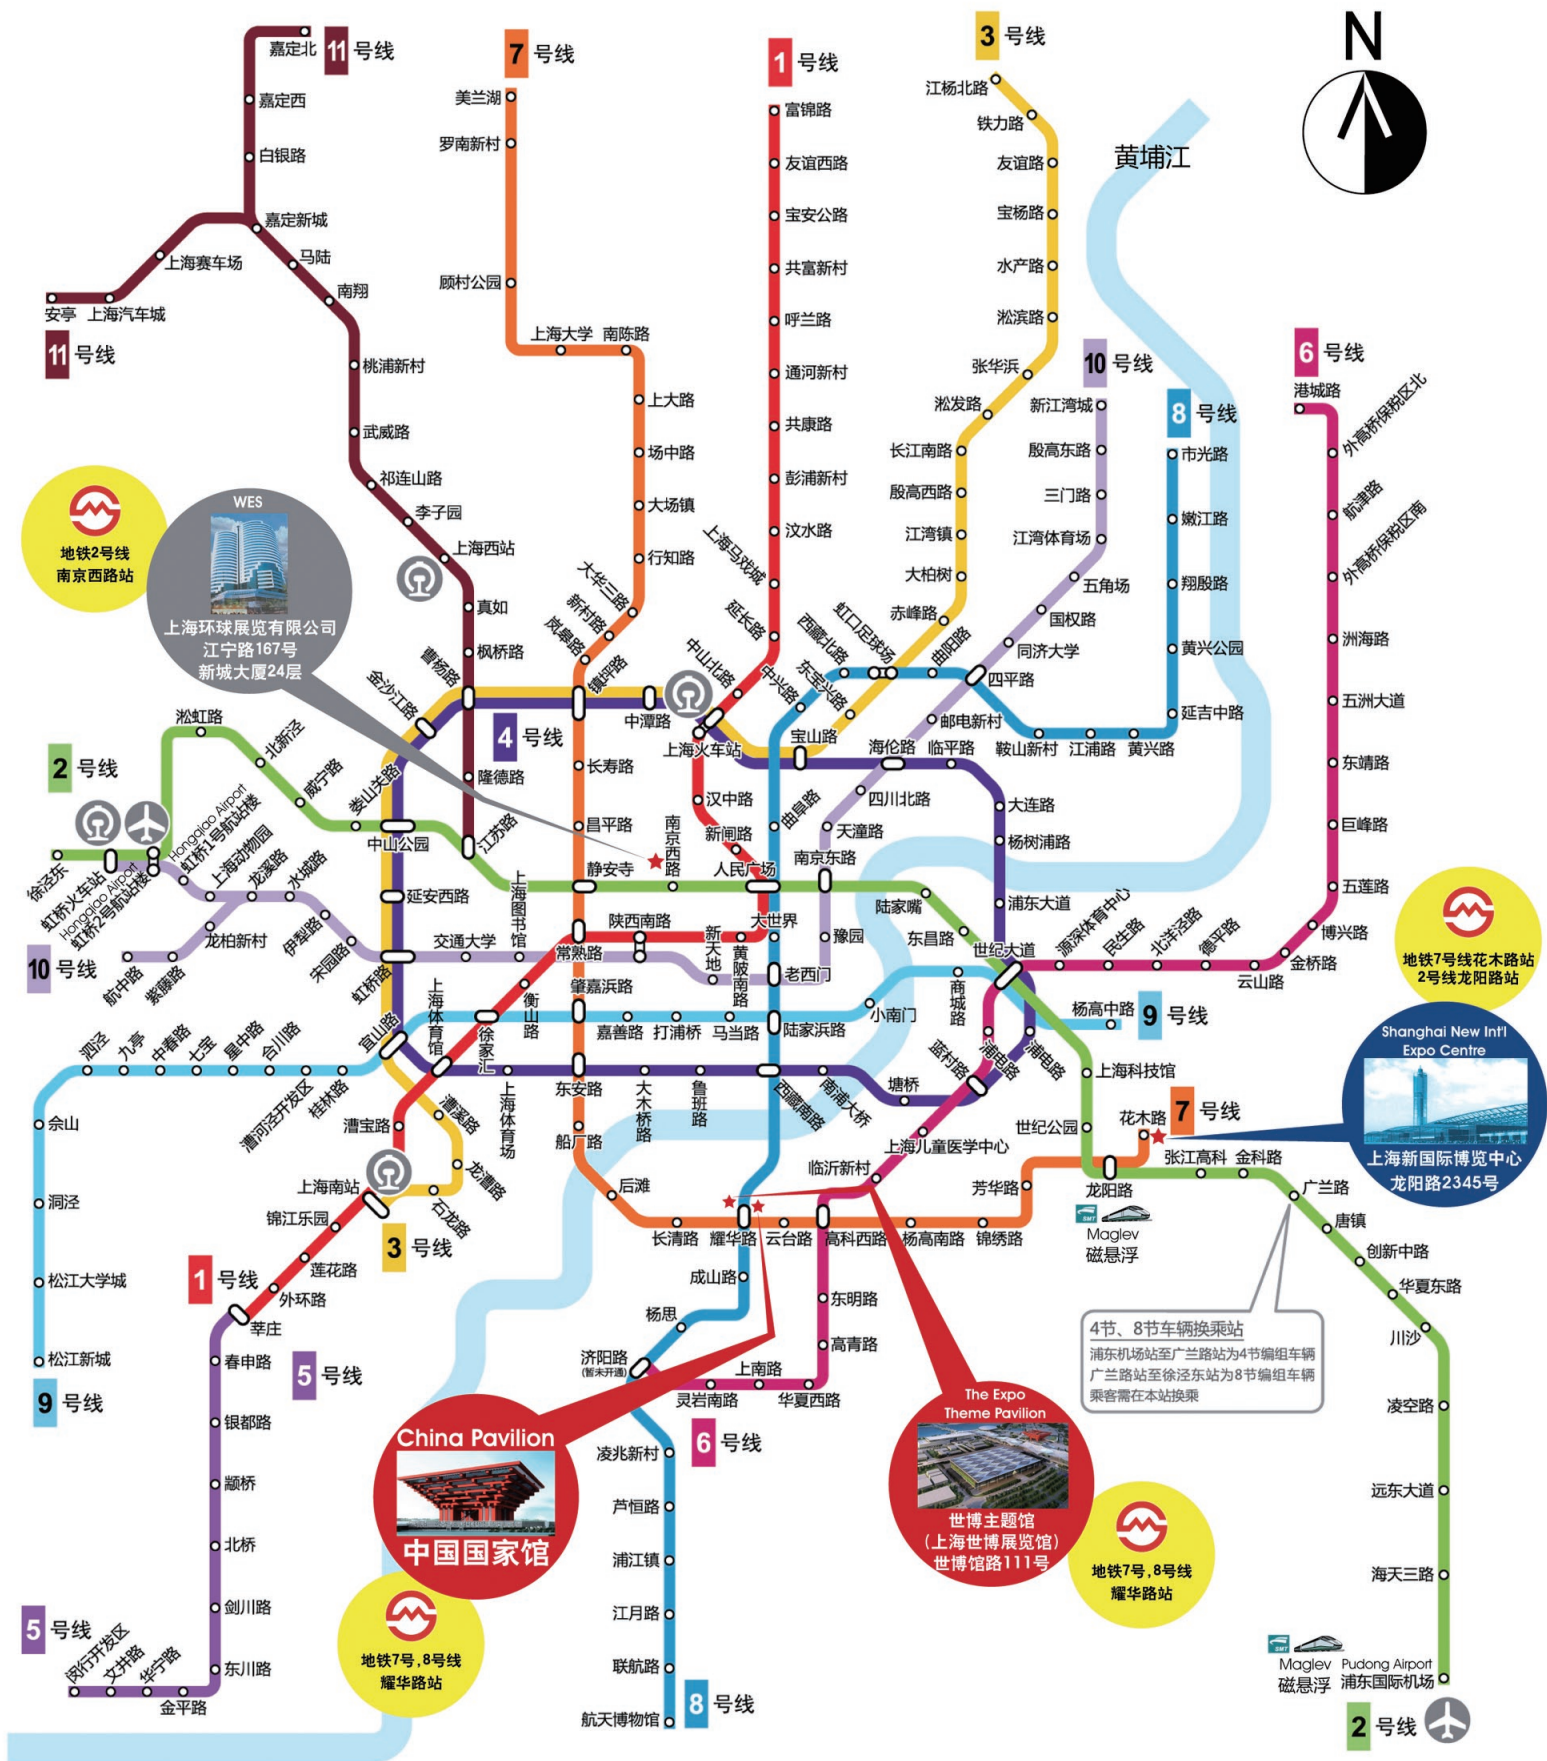 嘉定北
11 号线
嘉定西
白银路
嘉定新城
上海赛车场
马陆
南翔
安亭
上海汽车城
11 号线
桃浦新村
武威路
祁连山路
李子园
上海西站
真如
枫桥路
曹杨路
隆德路
江苏路
7 号线
美兰湖
罗南新村
顾村公园
上海大学
南陈路
上大路
场中路
大场镇
行知路
大华三路
新村路
岚皋路
镇坪路
长寿路
昌平路
静安寺
常熟路
肇嘉浜路
东安路
船厂路
后滩
长清路
耀华路
云台路
高科西路
杨高南路
锦绣路
芳华路
龙阳路
花木路
7 号线
1 号线
富锦路
友谊西路
宝安公路
共富新村
呼兰路
通河新村
共康路
彭浦新村
汶水路
上海马戏城
延长路
中山北路
上海火车站
汉中路
新闸路
人民广场
黄陂南路
陕西南路
衡山路
徐家汇
上海体育馆
漕宝路
上海南站
锦江乐园
莲花路
外环路
莘庄
1 号线
3 号线
江杨北路
铁力路
友谊路
宝杨路
水产路
淞滨路
张华浜
淞发路
长江南路
殷高西路
江湾镇
大柏树
赤峰路
虹口足球场
东宝兴路
宝山路
中潭路
金沙江路
中山公园
延安西路
虹桥路
宜山路
漕溪路
龙漕路
石龙路
3 号线
N
黄埔江
10 号线
新江湾城
殷高东路
三门路
江湾体育场
五角场
国权路
同济大学
四平路
邮电新村
海伦路
四川北路
天潼路
南京东路
豫园
老西门
新天地
上海图书馆
交通大学
宋园路
伊犁路
水城路
龙溪路
上海动物园
Hongqiao Airport
虹桥1号航站楼
Hongqiao Airport
虹桥2号航站楼
虹桥火车站
龙柏新村
紫藤路
航中路
10 号线
8 号线
市光路
嫩江路
翔殷路
黄兴公园
延吉中路
黄兴路
江浦路
鞍山新村
曲阳路
西藏北路
中兴路
曲阜路
大世界
陆家浜路
西藏南路
成山路
杨思
济阳路
(暂未开通)
凌兆新村
芦恒路
浦江镇
江月路
联航路
航天博物馆
8 号线
6 号线
港城路
外高桥保税区北
航津路
外高桥保税区南
洲海路
五洲大道
东靖路
巨峰路
五莲路
博兴路
金桥路
云山路
德平路
北洋泾路
民生路
源深体育中心
世纪大道
浦电路
蓝村路
上海儿童医学中心
临沂新村
东明路
高青路
华夏西路
上南路
灵岩南路
6 号线
4 号线
临平路
大连路
杨树浦路
浦东大道
浦电路
塘桥
南浦大桥
鲁班路
大木桥路
上海体育场
2 号线
徐泾东
淞虹路
北新泾
威宁路
娄山关路
南京西路
陆家嘴
东昌路
上海科技馆
世纪公园
张江高科
金科路
广兰路
唐镇
创新中路
华夏东路
川沙
凌空路
远东大道
海天三路
Pudong Airport
浦东国际机场
2 号线
SMT
Maglev
磁悬浮
SMT
Maglev
磁悬浮
9 号线
杨高中路
商城路
小南门
马当路
打浦桥
嘉善路
桂林路
漕河泾开发区
合川路
星中路
七宝
中春路
九亭
泗泾
佘山
洞泾
松江大学城
松江新城
9 号线
5 号线
春申路
银都路
颛桥
北桥
剑川路
东川路
金平路
华宁路
文井路
闵行开发区
5 号线
地铁2号线
南京西路站
WES
上海环球展览有限公司
江宁路167号
新城大厦24层
地铁7号线花木路站
2号线龙阳路站
Shanghai New Int'l
Expo Centre
上海新国际博览中心
龙阳路2345号
4节、8节车辆换乘站
浦东机场站至广兰路站为4节编组车辆
广兰路站至徐泾东站为8节编组车辆
乘客需在本站换乘
China Pavilion
中国国家馆
地铁7号,8号线
耀华路站
The Expo
Theme Pavilion
世博主题馆
(上海世博展览馆)
世博馆路111号
地铁7号,8号线
耀华路站